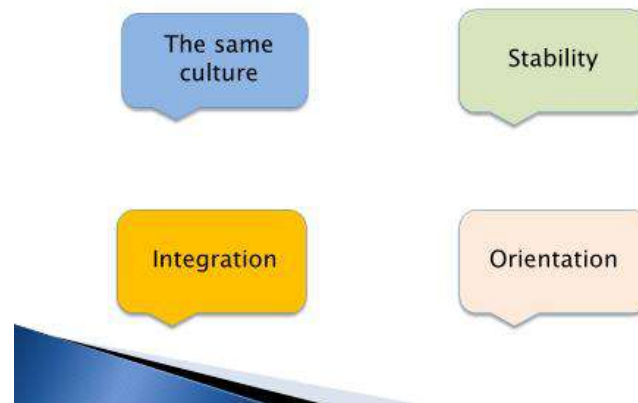 The same
culture
Stability
Integration
Orientation